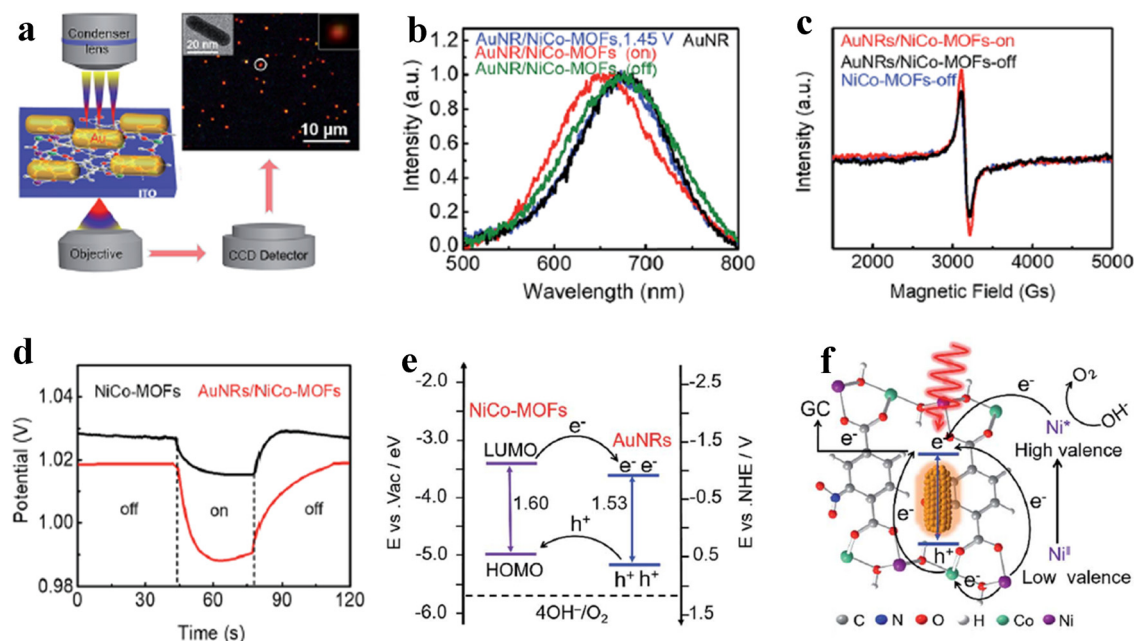 a
Condenser
lens
Au
ITO
Objective
CCD Detector
20 nm
10 µm
b
AuNR/NiCo-MOFs,1.45 V
AuNR
AuNR/NiCo-MOFs (on)
AuNR/NiCo-MOFs (off)
Intensity (a.u.)
1.0
0.8
0.6
0.4
0.2
0.0
500
600
700
800
Wavelength (nm)
c
AuNRs/NiCo-MOFs-on
AuNRs/NiCo-MOFs-off
NiCo-MOFs-off
Intensity (a.u.)
2000
3000
4000
5000
Magnetic Field (Gs)
d
NiCo-MOFs
AuNRs/NiCo-MOFs
Potential (V)
1.04
1.02
1.00
0.98
off
on
off
0
30
60
90
120
Time (s)
e
E vs .Vac / eV
-2.0
-3.0
-4.0
-5.0
-6.0
NiCo-MOFs
e-
AuNRs
LUMO
e- e-
1.60
1.53
h+
HOMO
h+ h+
4OH-/O2
-2.5
-1.5
-0.5
0.5
1.5
E vs .NHE / V
f
GC
e-
e-
e-
O2
OH-
Ni*
High valence
e-
e-
h+
NiII
e-
Low valence
C
N
O
H
Co
Ni